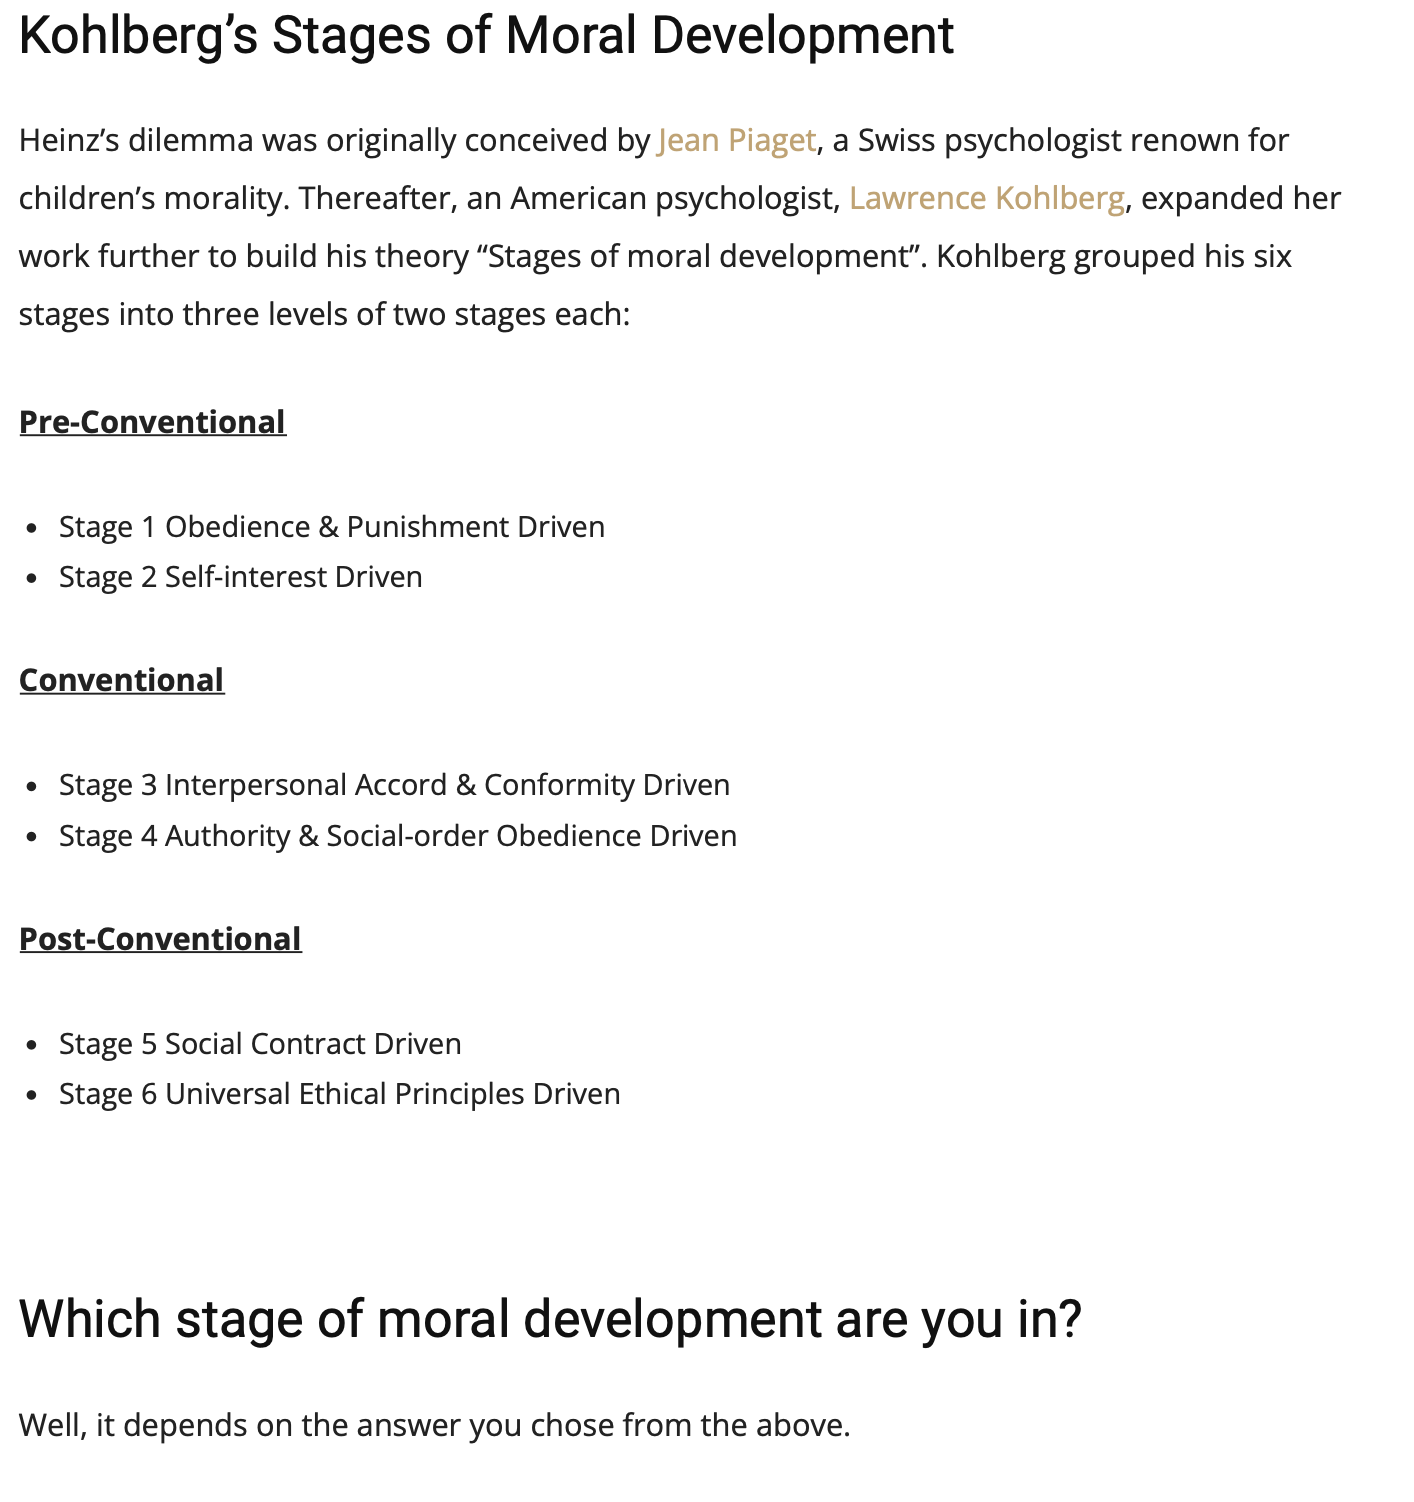 Kohlberg’s Stages of Moral Development
Heinz’s dilemma was originally conceived by Jean Piaget, a Swiss psychologist renown for
children’s morality. Thereafter, an American psychologist, Lawrence Kohlberg, expanded her
work further to build his theory “Stages of moral development”. Kohlberg grouped his six
stages into three levels of two stages each:
Pre-Conventional
• Stage 1 Obedience & Punishment Driven
• Stage 2 Self-interest Driven
Conventional
• Stage 3 Interpersonal Accord & Conformity Driven
• Stage 4 Authority & Social-order Obedience Driven
Post-Conventional
• Stage 5 Social Contract Driven
• Stage 6 Universal Ethical Principles Driven
Which stage of moral development are you in?
Well, it depends on the answer you chose from the above.